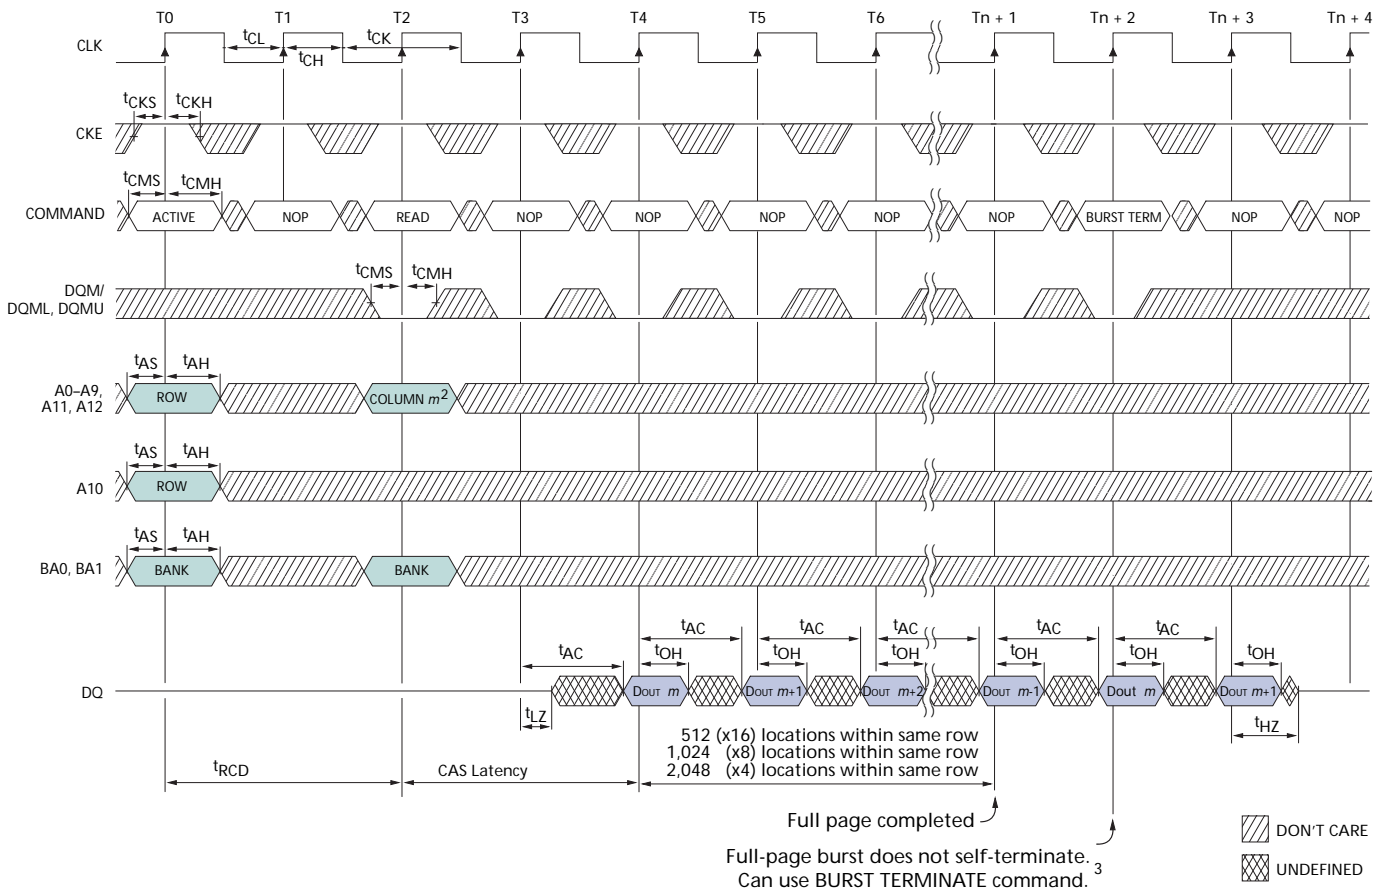 T0 T1 T2 T3 T4 T5 T6 Tn + 1 Tn + 2 Tn + 3 Tn + 4
CLK
tCL tCK
tCH
tCKS tCKH
CKE
tCMS tCMH
COMMAND
ACTIVE NOP READ NOP NOP NOP NOP NOP BURST TERM NOP NOP
tCMS tCMH
DQM/
DQML, DQMU
tAS tAH
A0–A9,
A11, A12
ROW COLUMN m2
tAS tAH
A10
ROW
tAS tAH
BA0, BA1
BANK BANK
tAC tAC tAC tAC tAC
tAC tOH tOH tOH tOH tOH tOH
DQ
DOUT m DOUT m+1 DOUT m+2 DOUT m-1 Dout m DOUT m+1
tLZ
tHZ
512 (x16) locations within same row
1,024 (x8) locations within same row
2,048 (x4) locations within same row
tRCD CAS Latency
Full page completed
Full-page burst does not self-terminate. 3
Can use BURST TERMINATE command.
DON'T CARE
UNDEFINED